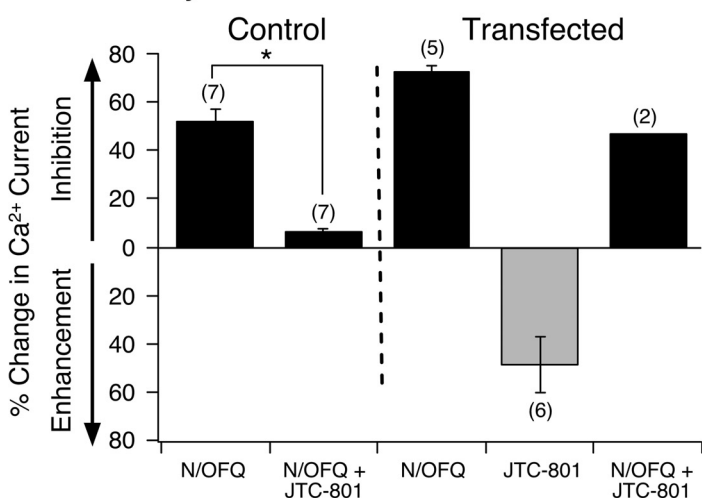 Control
Transfected
% Change in Ca²⁺ Current
Inhibition
Enhancement
80
60
40
20
0
20
40
60
80
*
(7)
(7)
(5)
(6)
(2)
N/OFQ
N/OFQ +
JTC-801
N/OFQ
JTC-801
N/OFQ +
JTC-801